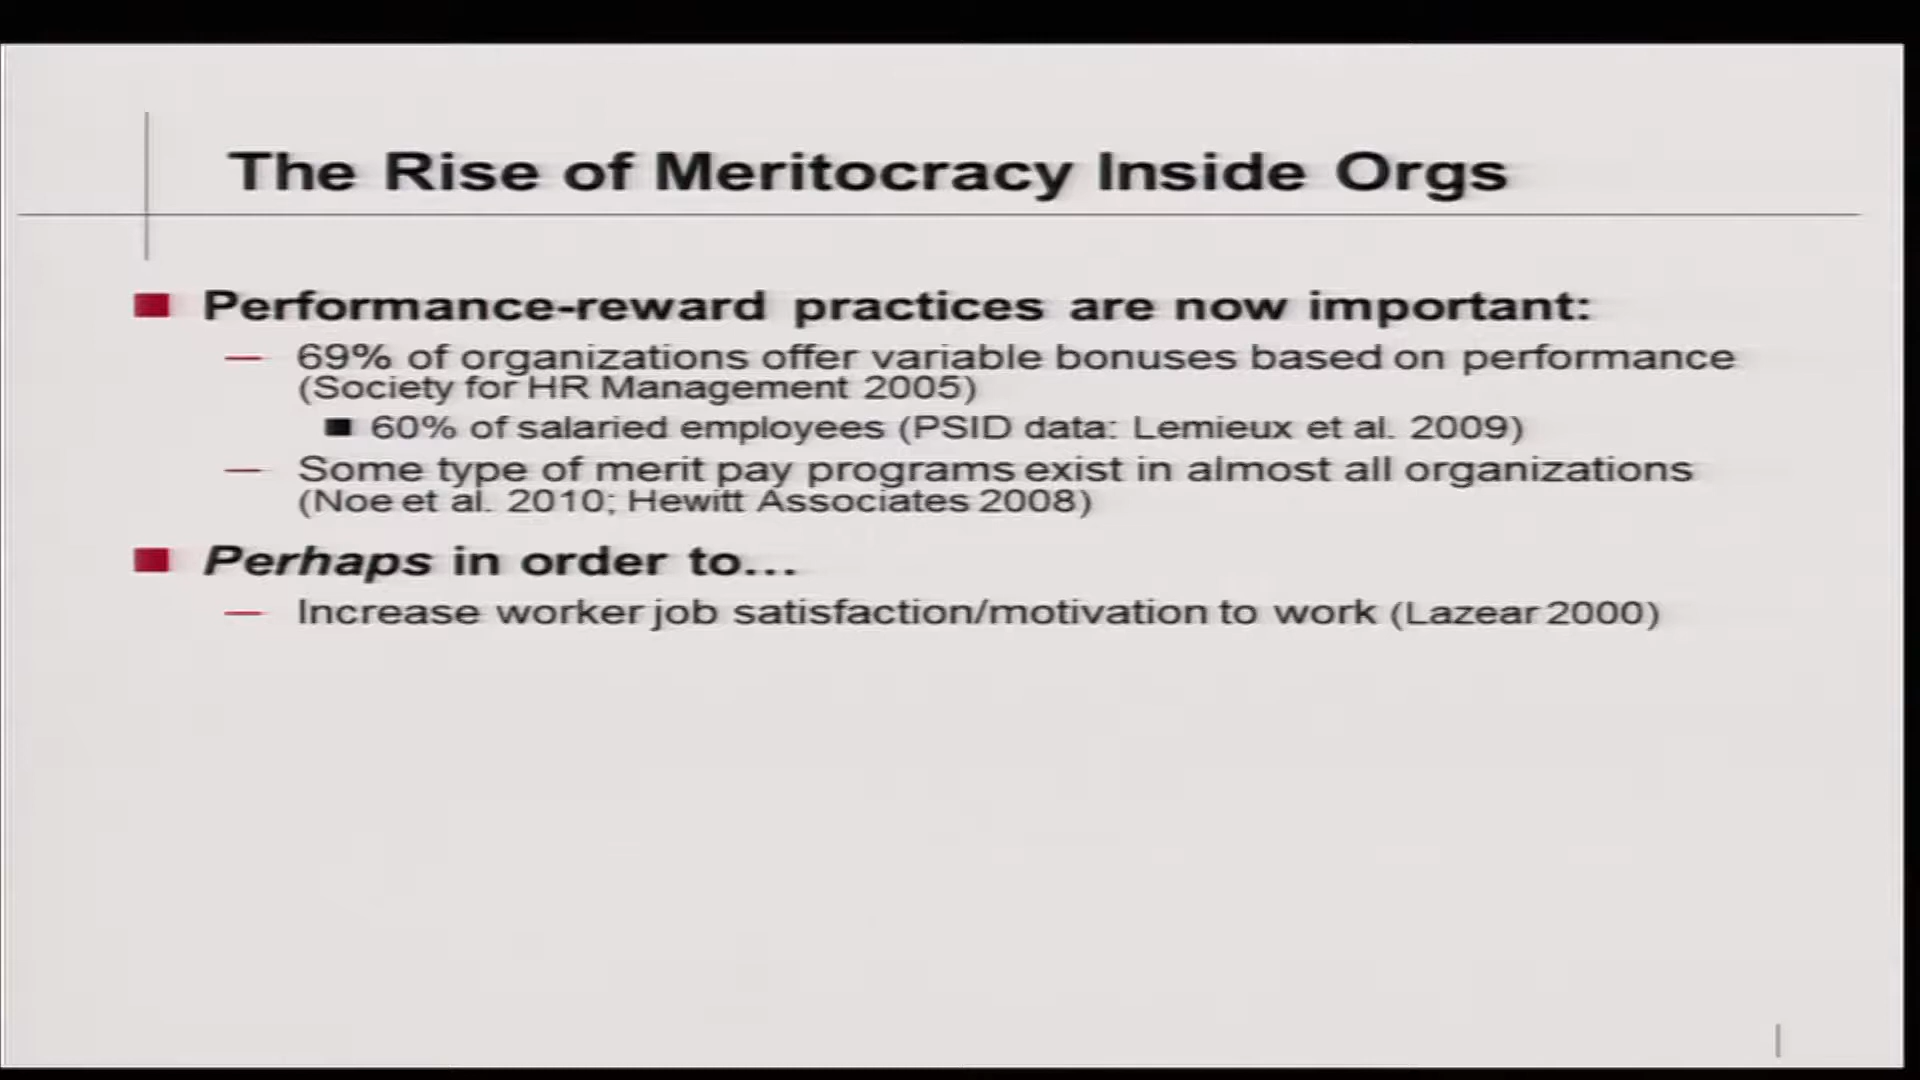 The Rise of Meritocracy Inside Orgs
Performance-reward practices are now important:
— 69% of organizations offer variable bonuses based on performance
(Society for HR Management 2005)
60% of salaried employees (PSID data: Lemieux et al. 2009)
— Some type of merit pay programs exist in almost all organizations
(Noe et al. 2010; Hewitt Associates 2008)
Perhaps in order to...
— Increase worker job satisfaction/motivation to work (Lazear 2000)